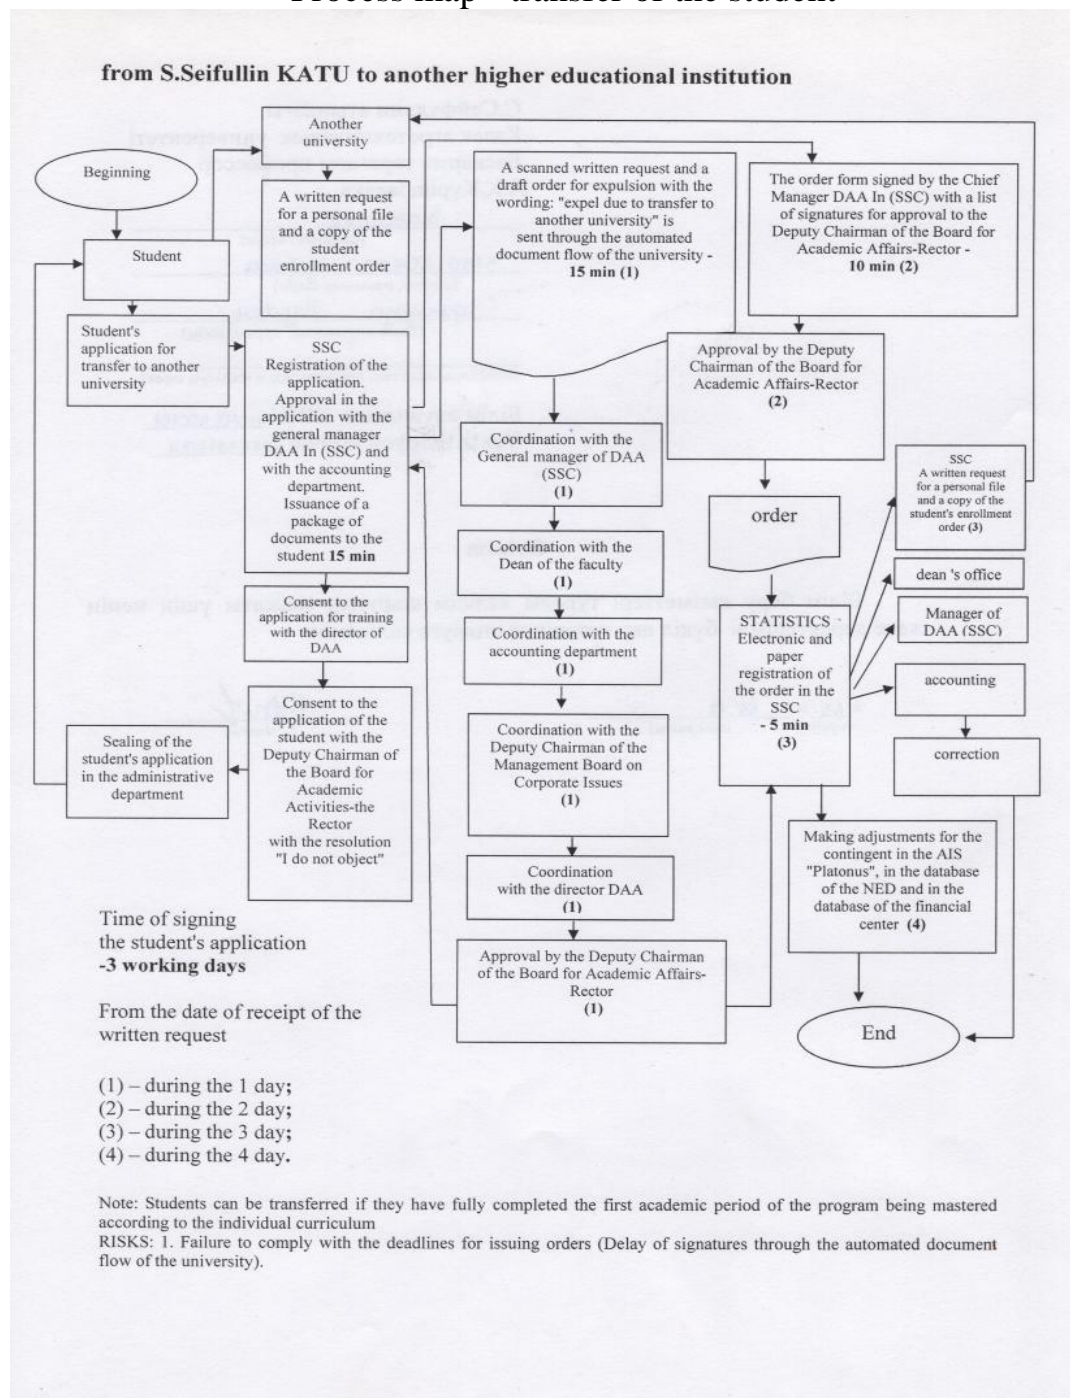 Process map - transfer of the student
from S.Seifullin KATU to another higher educational institution
Beginning
Student
Student's
application for
transfer to another
university
Another
university
A written request
for a personal file
and a copy of the
student
enrollment order
SSC
Registration of the
application.
Approval in the
application with the
general manager
DAA In (SSC) and
with the accounting
department.
Issuance of a
package of
documents to the
student 15 min
Consent to the
application for training
with the director of
DAA
Consent to the
application of the
student with the
Deputy Chairman of
the Board for
Academic
Activities-the
Rector
with the resolution
"I do not object"
Sealing of the
student's application
in the administrative
department
A scanned written request and a
draft order for expulsion with the
wording: "expel due to transfer to
another university" is
sent through the automated
document flow of the university -
15 min (1)
Coordination with the
General manager of DAA
(SSC)
(1)
Coordination with the
Dean of the faculty
(1)
Coordination with the
accounting department
(1)
Coordination with the
Deputy Chairman of the
Management Board on
Corporate Issues
(1)
Coordination
with the director DAA
(1)
Approval by the Deputy Chairman
of the Board for Academic Affairs-
Rector
(1)
The order form signed by the Chief
Manager DAA In (SSC) with a list
of signatures for approval to the
Deputy Chairman of the Board for
Academic Affairs-Rector -
10 min (2)
Approval by the Deputy
Chairman of the Board for
Academic Affairs-Rector
(2)
order
STATISTICS
Electronic and
paper
registration of
the order in the
SSC
- 5 min
(3)
SSC
A written request
for a personal file
and a copy of the
student's enrollment
order (3)
dean 's office
Manager of
DAA (SSC)
accounting
correction
Making adjustments for the
contingent in the AIS
"Platonus", in the database
of the NED and in the
database of the financial
center (4)
End
Time of signing
the student's application
-3 working days
From the date of receipt of the
written request
(1) – during the 1 day;
(2) – during the 2 day;
(3) – during the 3 day;
(4) – during the 4 day.
Note: Students can be transferred if they have fully completed the first academic period of the program being mastered
according to the individual curriculum
RISKS: 1. Failure to comply with the deadlines for issuing orders (Delay of signatures through the automated document
flow of the university).